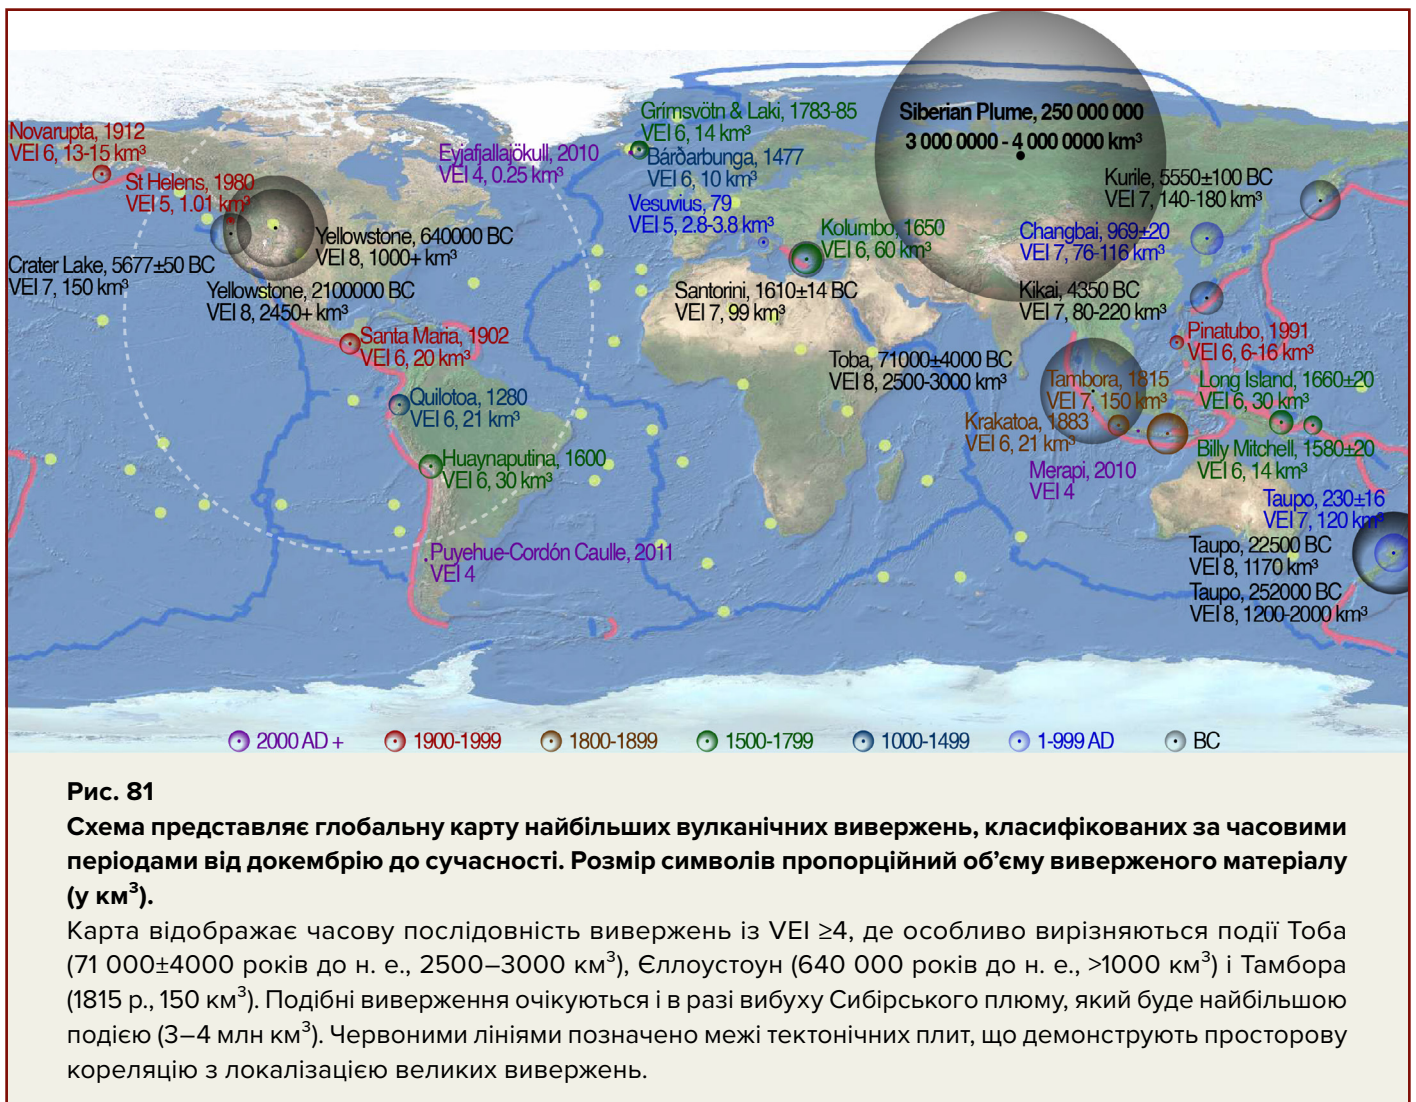 Siberian Plume, 250 000 000
3 000 0000 - 4 000 0000 km³
Grímsvötn & Laki, 1783-85
VEI 6, 14 km³
Novarupta, 1912
VEI 6, 13-15 km³
Eyjafjallajökull, 2010
VEI 4, 0.25 km³
Bárðarbunga, 1477
VEI 6, 10 km³
St Helens, 1980
VEI 5, 1.01 km³
Kurile, 5550±100 BC
VEI 7, 140-180 km³
Vesuvius, 79
VEI 5, 2.8-3.8 km³
Kolumbo, 1650
VEI 6, 60 km³
Changbai, 969±20
VEI 7, 76-116 km³
Yellowstone, 640000 BC
VEI 8, 1000+ km³
Crater Lake, 5677±50 BC
VEI 7, 150 km³
Yellowstone, 2100000 BC
VEI 8, 2450+ km³
Santorini, 1610±14 BC
VEI 7, 99 km³
Kikai, 4350 BC
VEI 7, 80-220 km³
Santa Maria, 1902
VEI 6, 20 km³
Pinatubo, 1991
VEI 6, 6-16 km³
Toba, 71000±4000 BC
VEI 8, 2500-3000 km³
Tambora, 1815
VEI 7, 150 km³
Long Island, 1660±20
VEI 6, 30 km³
Quilotoa, 1280
VEI 6, 21 km³
Krakatoa, 1883
VEI 6, 21 km³
Billy Mitchell, 1580±20
VEI 6, 14 km³
Huaynaputina, 1600
VEI 6, 30 km³
Merapi, 2010
VEI 4
Taupo, 230±16
VEI 7, 120 km³
Puyehue-Cordón Caulle, 2011
VEI 4
Taupo, 22500 BC
VEI 8, 1170 km³
Taupo, 252000 BC
VEI 8, 1200-2000 km³
2000 AD + 1900-1999 1800-1899 1500-1799 1000-1499 1-999 AD BC
Рис. 81
Схема представляє глобальну карту найбільших вулканічних вивержень, класифікованих за часовими
періодами від докембрію до сучасності. Розмір символів пропорційний об’єму виверженого матеріалу
(у км³).
Карта відображає часову послідовність вивержень із VEI ≥4, де особливо вирізняються події Тоба
(71 000±4000 років до н. е., 2500–3000 км³), Єллоустоун (640 000 років до н. е., >1000 км³) і Тамбора
(1815 р., 150 км³). Подібні виверження очікуються і в разі вибуху Сибірського плюму, який буде найбільшою
подією (3–4 млн км³). Червоними лініями позначено межі тектонічних плит, що демонструють просторову
кореляцію з локалізацією великих вивержень.